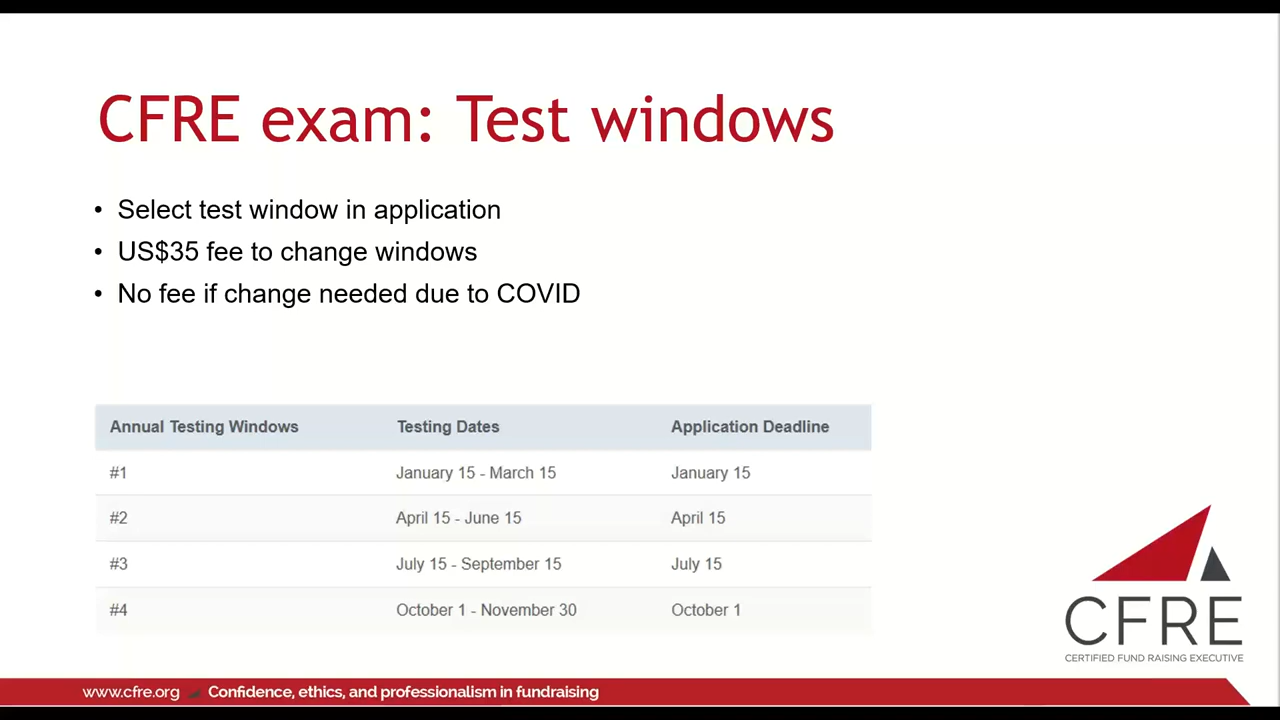 CFRE exam: Test windows
• Select test window in application
• US$35 fee to change windows
• No fee if change needed due to COVID
Annual Testing Windows Testing Dates Application Deadline
#1 January 15 - March 15 January 15
#2 April 15 - June 15 April 15
#3 July 15 - September 15 July 15
#4 October 1 - November 30 October 1
CFRE
CERTIFIED FUND RAISING EXECUTIVE
www.cfre.org Confidence, ethics, and professionalism in fundraising